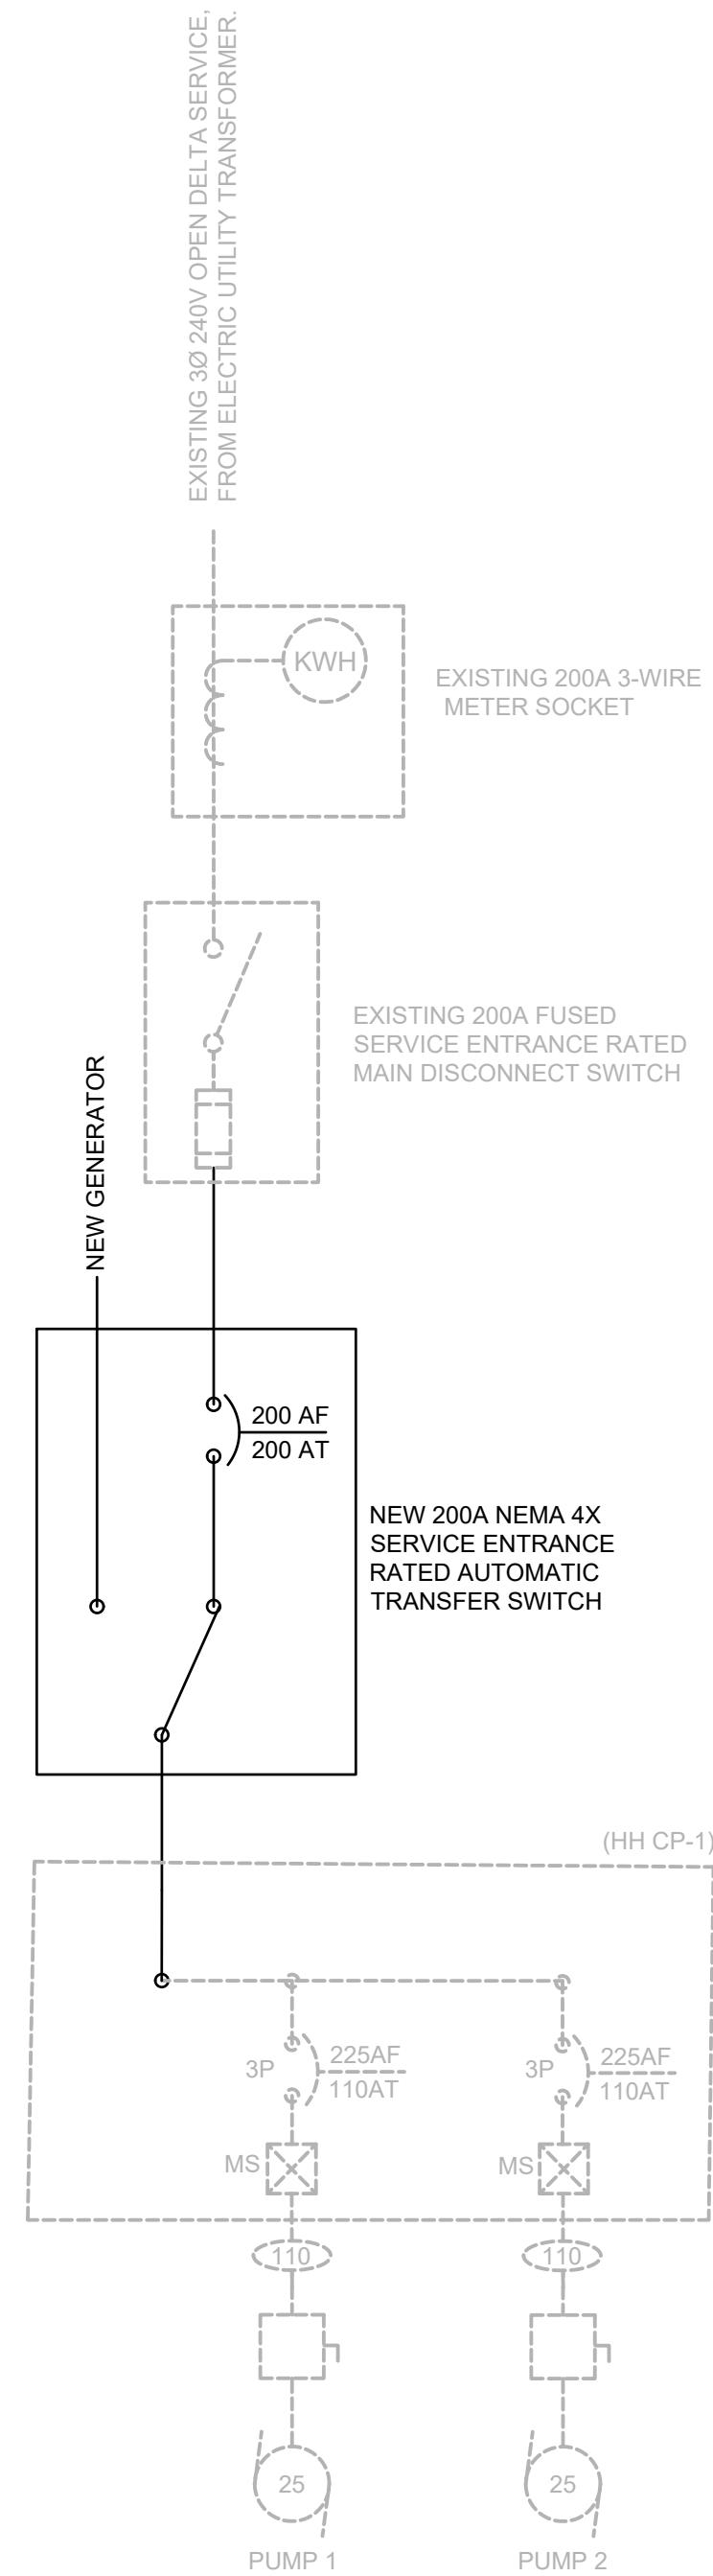 EXISTING 3Ø 240V OPEN DELTA SERVICE,
FROM ELECTRIC UTILITY TRANSFORMER.
KWH
EXISTING 200A 3-WIRE
METER SOCKET
EXISTING 200A FUSED
SERVICE ENTRANCE RATED
MAIN DISCONNECT SWITCH
NEW GENERATOR
200 AF
200 AT
NEW 200A NEMA 4X
SERVICE ENTRANCE
RATED AUTOMATIC
TRANSFER SWITCH
(HH CP-1)
3P
225AF
110AT
3P
225AF
110AT
MS
MS
110
110
25
25
PUMP 1
PUMP 2